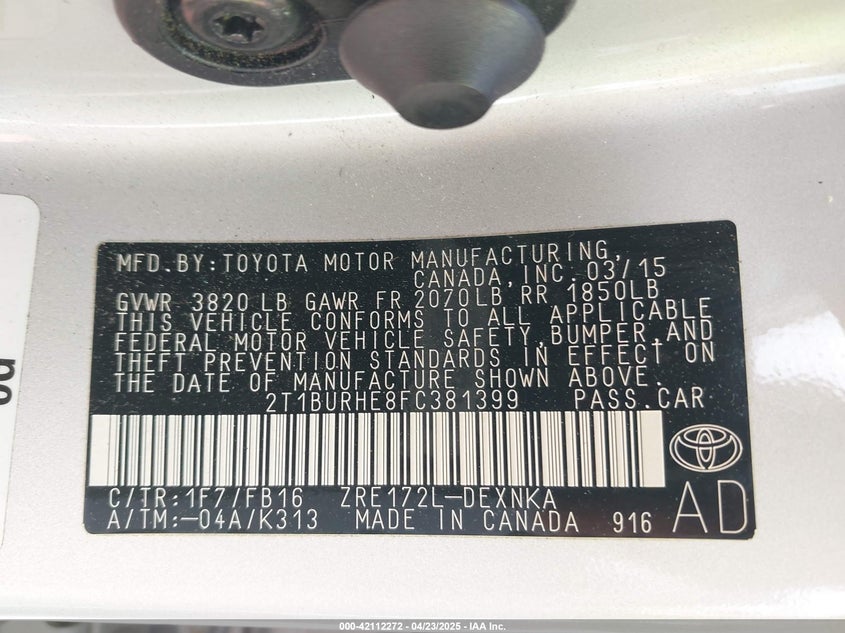 MFD.BY:TOYOTA MOTOR MANUFACTURING,
CANADA,INC. 03/15
GVWR 3820 LB GAWR FR 2070LB RR 1850LB
THIS VEHICLE CONFORMS TO ALL APPLICABLE
FEDERAL MOTOR VEHICLE SAFETY,BUMPER,AND
THEFT PREVENTION STANDARDS IN EFFECT ON
THE DATE OF MANUFACTURE SHOWN ABOVE.
2T1BURHE8FC381399 PASS.CAR
C/TR:1F7/FB16 ZRE172L-DEXNKA
A/TM:-04A/K313 MADE IN CANADA 916 AD
000-42112272 - 04/23/2025 - IAA Inc.